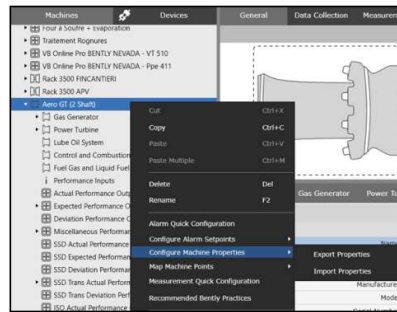 Machines
Devices
General
Data Collection
Measurem
Four à Soufre + Evaporation
Traitement Rognures
VB Online Pro BENTLY NEVADA - VT 510
VB Online Pro BENTLY NEVADA - Ppe 411
Rack 3500 FINCANTIERI
Rack 3500 APV
Aero GT (2 Shaft)
Gas Generator
Power Turbine
Lube Oil System
Control and Combustion
Fuel Gas and Liquid Fuel
Performance Inputs
Actual Performance Outp
Expected Performance O
Deviation Performance C
Miscellaneous Performan
SSD Actual Performance
SSD Expected Performan
SSD Deviation Performan
SSD Trans Actual Perform
SSD Trans Deviation Perf
ISO Actual Performance
Cut Ctrl+X
Copy Ctrl+C
Paste Ctrl+V
Paste Multiple Ctrl+M
Delete Del
Rename F2
Alarm Quick Configuration
Configure Alarm Setpoints
Configure Machine Properties
Map Machine Points
Measurement Quick Configuration
Recommended Bently Practices
Export Properties
Import Properties
Gas Generator
Power Tu
Name
Manufacture
Mode